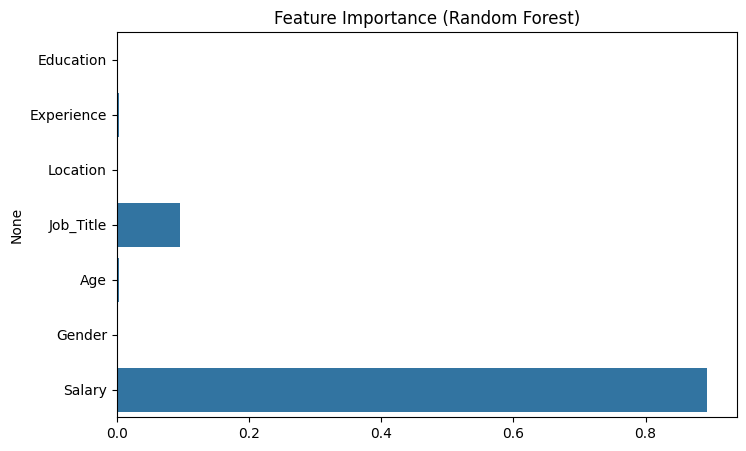 Feature Importance (Random Forest)
Education
Experience
Location
Job_Title
Age
Gender
Salary
None
0.0 0.2 0.4 0.6 0.8